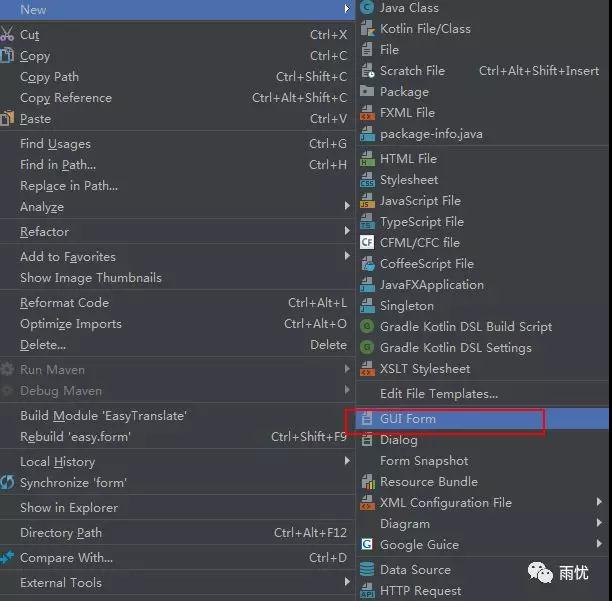 New
Cut Ctrl+X
Copy Ctrl+C
Copy Path Ctrl+Shift+C
Copy Reference Ctrl+Alt+Shift+C
Paste Ctrl+V
Find Usages Ctrl+G
Find in Path... Ctrl+H
Replace in Path...
Analyze
Refactor
Add to Favorites
Show Image Thumbnails
Reformat Code Ctrl+Alt+L
Optimize Imports Ctrl+Alt+O
Delete... Delete
Run Maven
Debug Maven
Build Module 'EasyTranslate'
Rebuild 'easy.form' Ctrl+Shift+F9
Local History
Synchronize 'form'
Show in Explorer
Directory Path Ctrl+Alt+F12
Compare With... Ctrl+D
External Tools
Java Class
Kotlin File/Class
File
Scratch File Ctrl+Alt+Shift+Insert
Package
FXML File
package-info.java
HTML File
Stylesheet
JavaScript File
TypeScript File
CFML/CFC file
CoffeeScript File
JavaFXApplication
Singleton
Gradle Kotlin DSL Build Script
Gradle Kotlin DSL Settings
XSLT Stylesheet
Edit File Templates...
GUI Form
Dialog
Form Snapshot
Resource Bundle
XML Configuration File
Diagram
Google Guice
Data Source
HTTP Request
雨忧